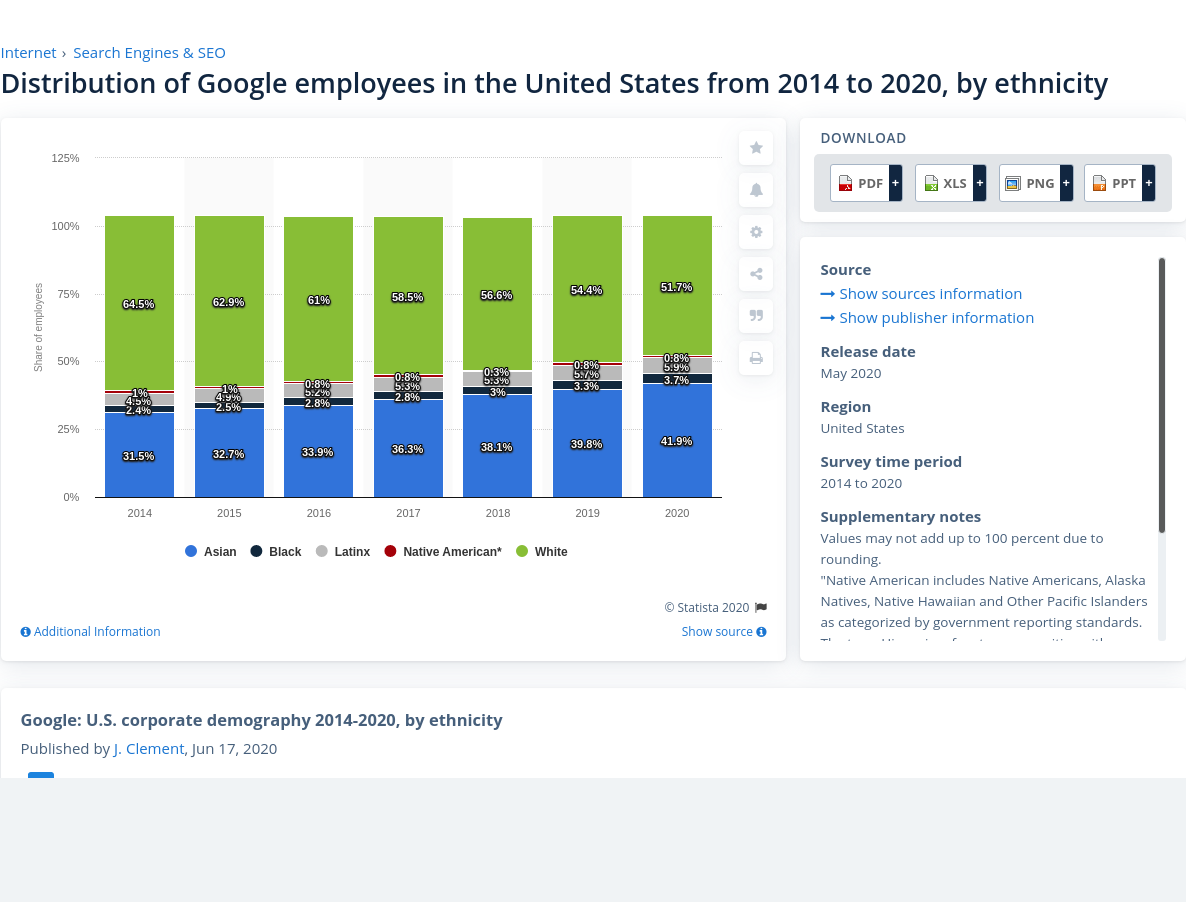 Internet › Search Engines & SEO
Distribution of Google employees in the United States from 2014 to 2020, by ethnicity
125%
100%
75%
50%
25%
0%
Share of employees
64.5%
62.9%
61%
58.5%
56.6%
54.4%
51.7%
1%
1%
0.8%
0.8%
0.3%
0.8%
0.8%
4.5%
4.9%
5.2%
5.3%
5.3%
5.7%
5.9%
2.4%
2.5%
2.8%
2.8%
3%
3.3%
3.7%
31.5%
32.7%
33.9%
36.3%
38.1%
39.8%
41.9%
2014 2015 2016 2017 2018 2019 2020
Asian Black Latinx Native American* White
© Statista 2020
Additional Information
Show source
DOWNLOAD
PDF + XLS + PNG + PPT +
Source
Show sources information
Show publisher information
Release date
May 2020
Region
United States
Survey time period
2014 to 2020
Supplementary notes
Values may not add up to 100 percent due to
rounding.
"Native American includes Native Americans, Alaska
Natives, Native Hawaiian and Other Pacific Islanders
as categorized by government reporting standards.
Google: U.S. corporate demography 2014-2020, by ethnicity
Published by J. Clement, Jun 17, 2020